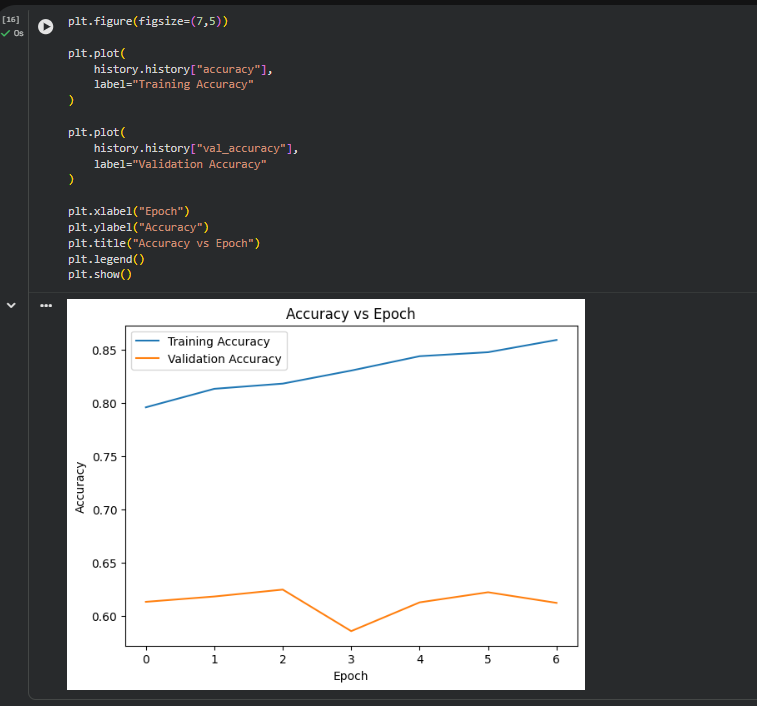 [16]
0s
plt.figure(figsize=(7,5))
plt.plot(
history.history["accuracy"],
label="Training Accuracy"
)
plt.plot(
history.history["val_accuracy"],
label="Validation Accuracy"
)
plt.xlabel("Epoch")
plt.ylabel("Accuracy")
plt.title("Accuracy vs Epoch")
plt.legend()
plt.show()
Accuracy vs Epoch
Training Accuracy
Validation Accuracy
0.85
0.80
0.75
0.70
0.65
0.60
Accuracy
0 1 2 3 4 5 6
Epoch